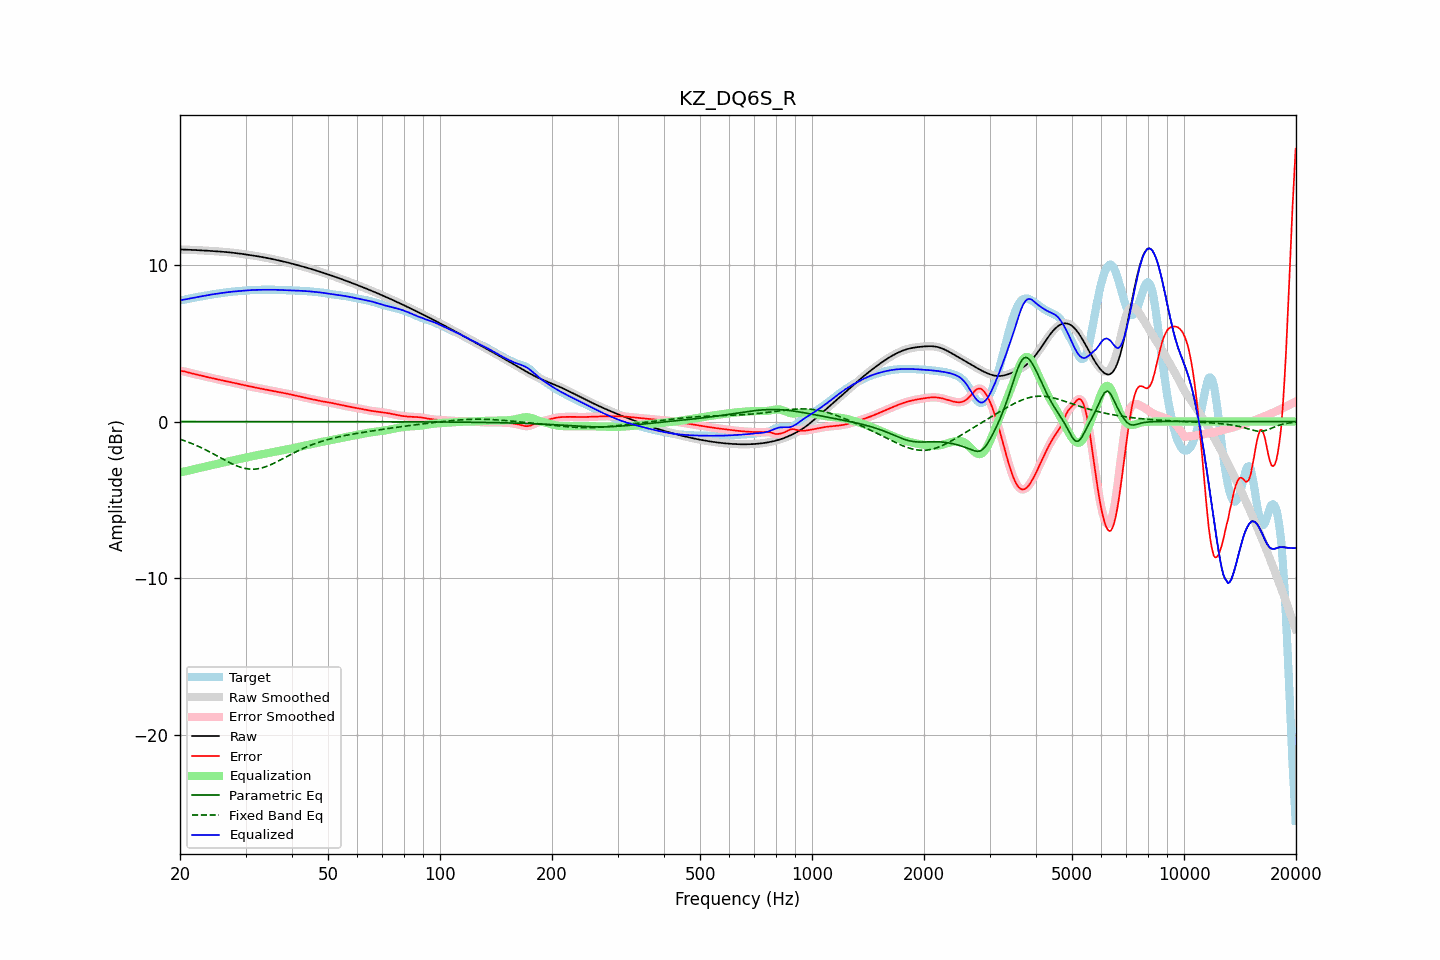 KZ_DQ6S_R
10
0
−10
−20
Amplitude (dBr)
Target
Raw Smoothed
Error Smoothed
Raw
Error
Equalization
Parametric Eq
Fixed Band Eq
Equalized
20 50 100 200 500 1000 2000 5000 10000 20000
Frequency (Hz)